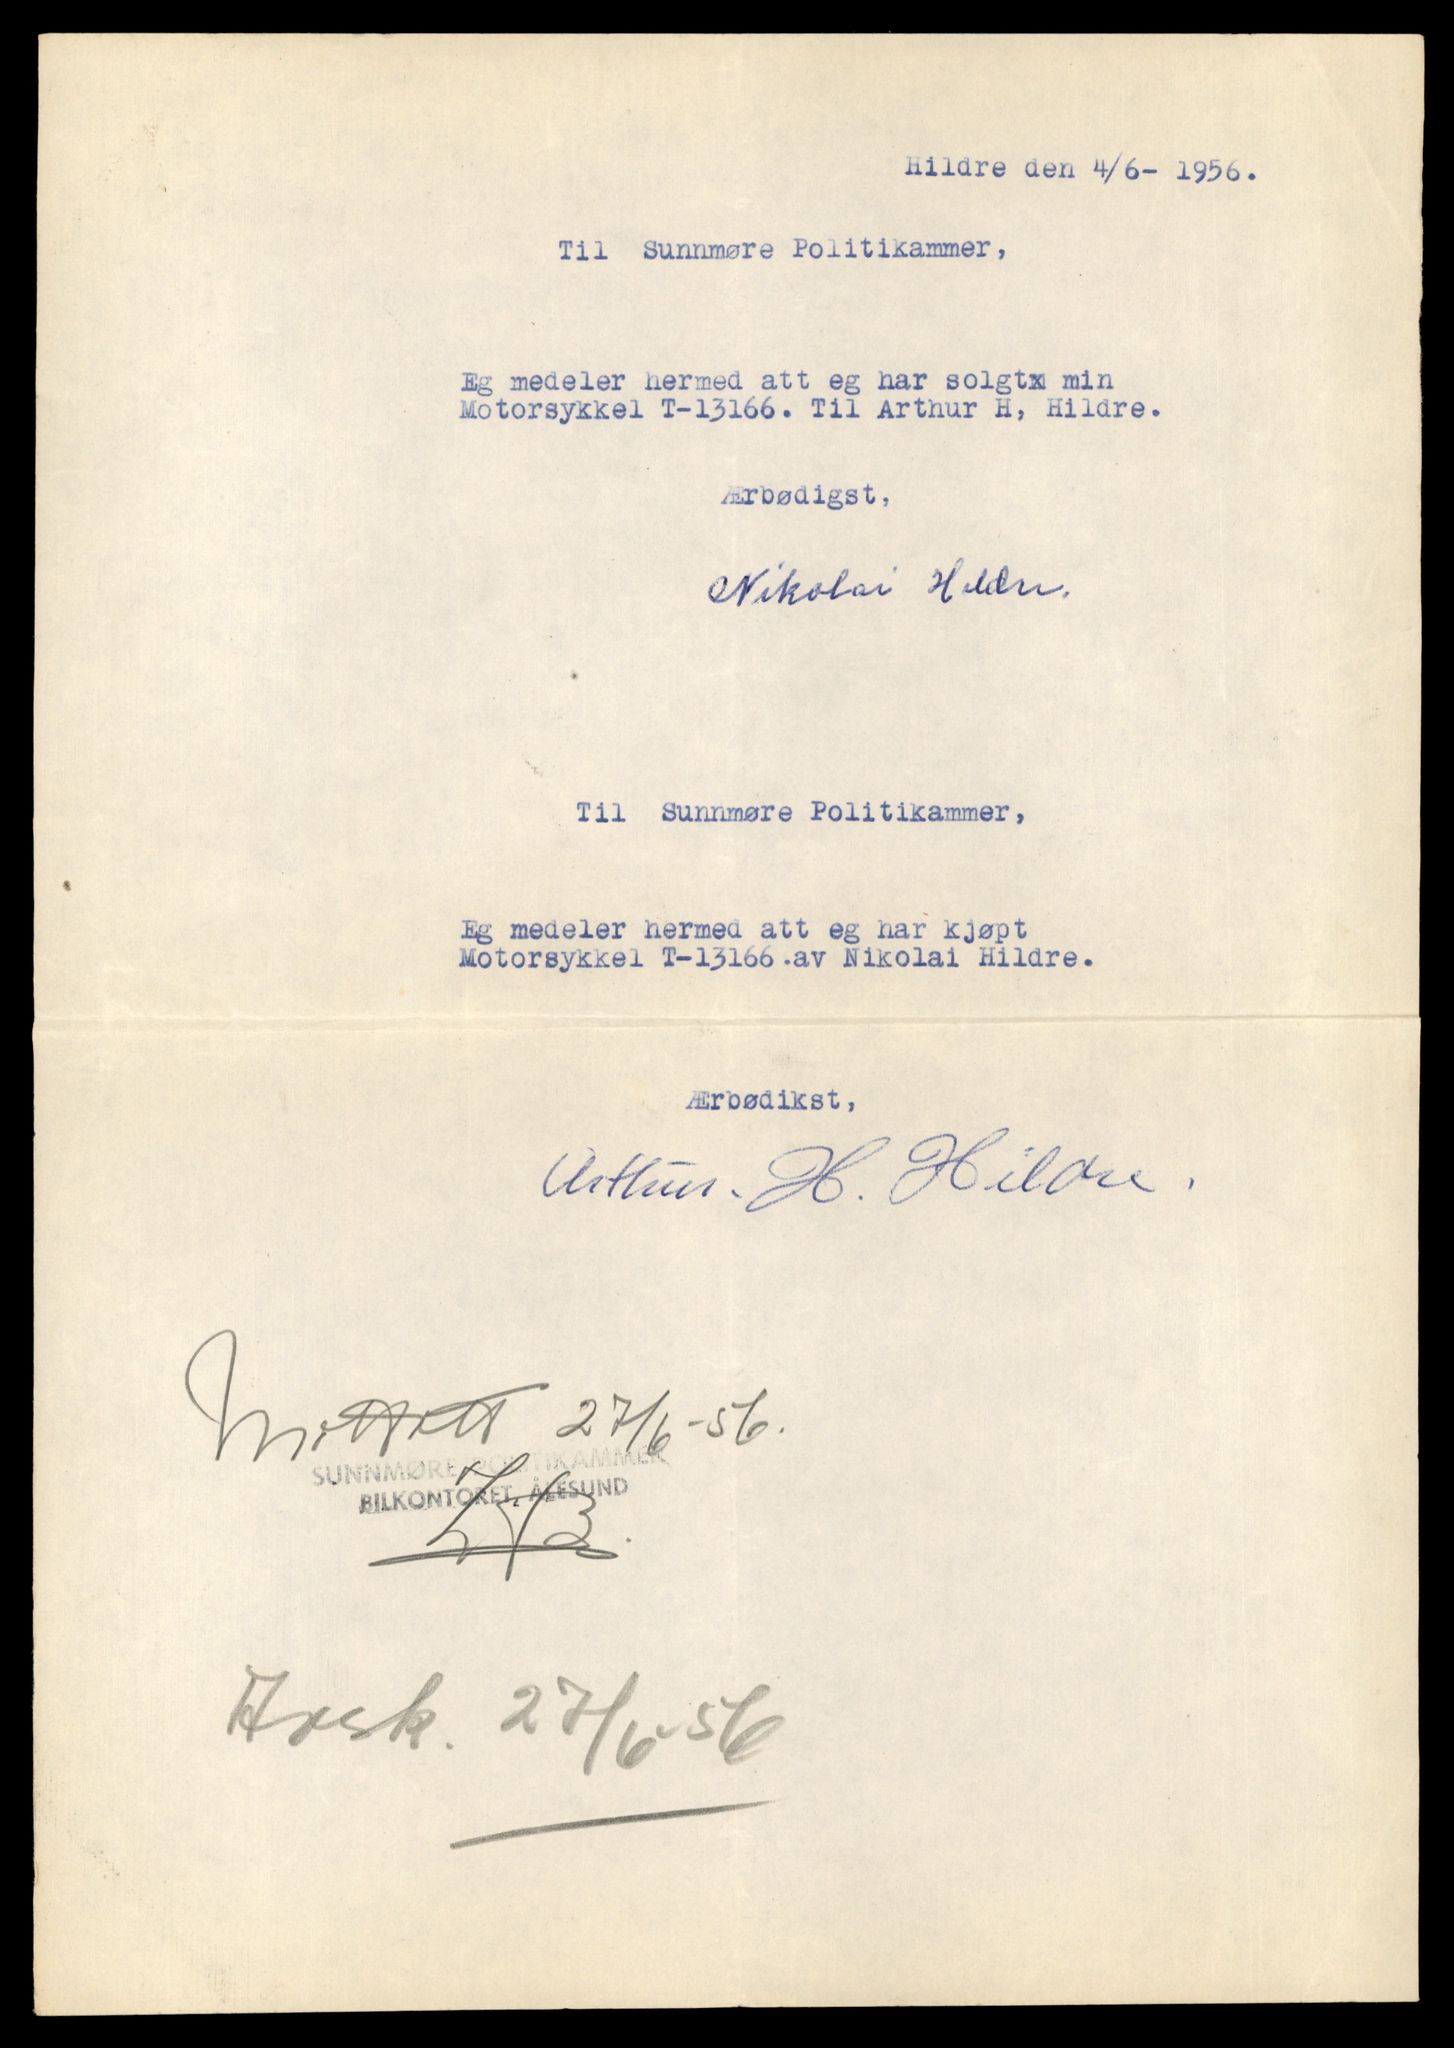 Hildre den 4/6- 1956.
Til Sunnmøre Politikammer,
Eg medeler hermed att eg har solgtx min
Motorsykkel T-13166. Til Arthur H, Hildre.
Ærbødigst,
Nikolai Hildre.
Til Sunnmøre Politikammer,
Eg medeler hermed att eg har kjøpt
Motorsykkel T-13166.av Nikolai Hildre.
Ærbødikst,
Arthur. H. Hildre.
Mottatt 27/6-56.
SUNNMØRE POLITIKAMMER
BILKONTORET, ÅLESUND
27/6-56